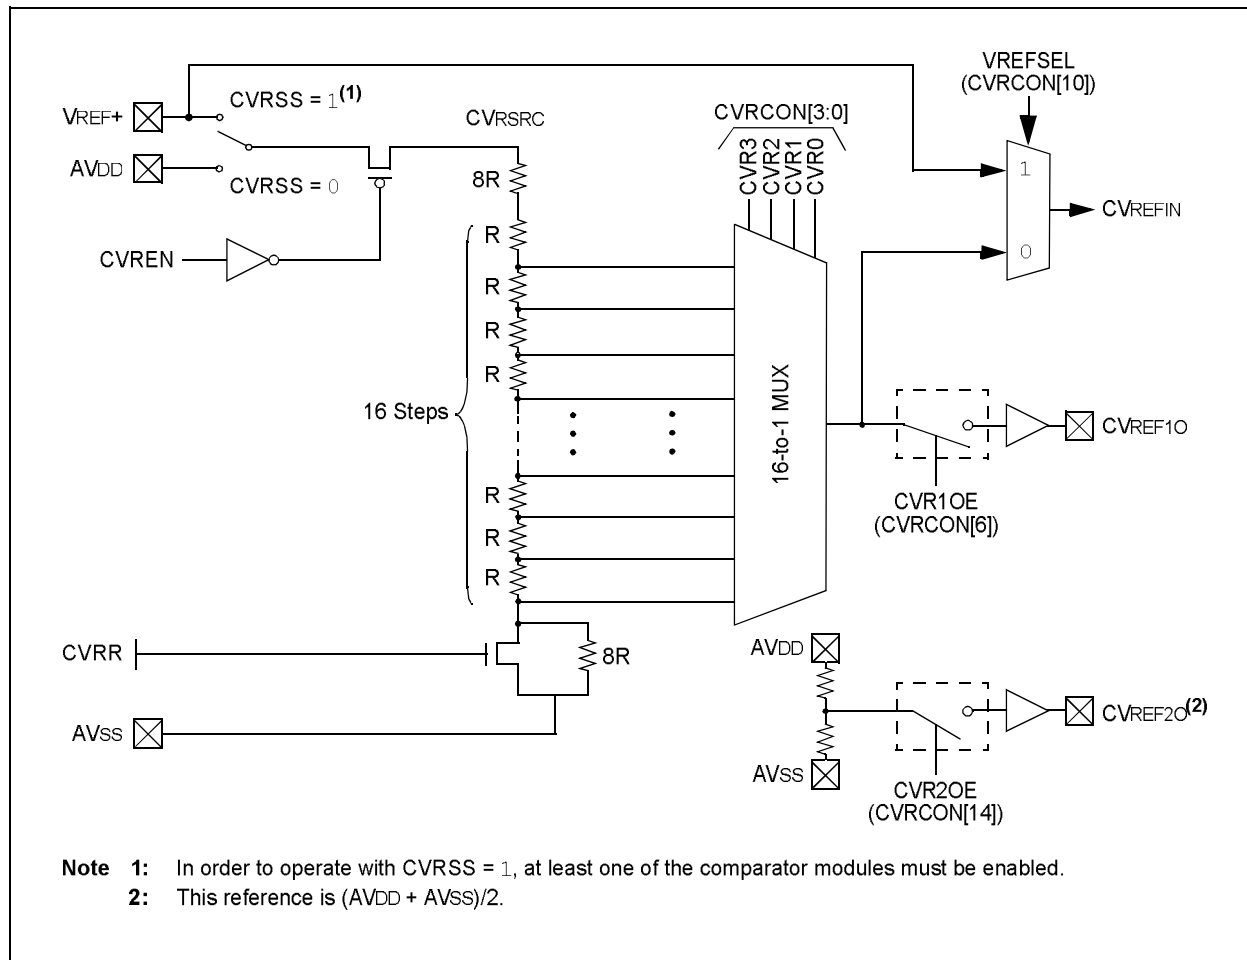 VREFSEL
(CVRCON[10])
VREF+
CVRSS = 1(1)
CVRSRC
CVRCON[3:0]
CVR3
CVR2
CVR1
CVR0
AVDD
CVRSS = 0
8R
1
CVREFIN
CVREN
R
0
R
R
R
16 Steps
16-to-1 MUX
CVREF1O
R
CVR1OE
(CVRCON[6])
R
R
CVRR
8R
AVDD
AVSS
CVREF2O(2)
AVSS
CVR2OE
(CVRCON[14])
Note 1: In order to operate with CVRSS = 1, at least one of the comparator modules must be enabled.
2: This reference is (AVDD + AVSS)/2.